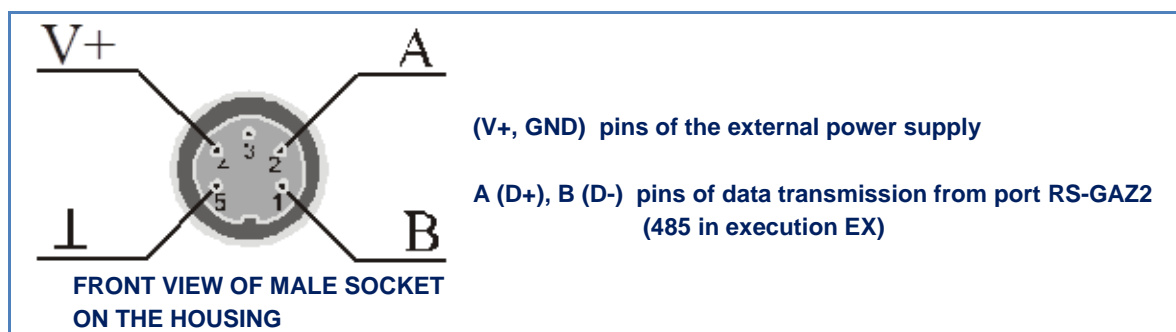 V+
A
3
2
5
1
⊥
B
FRONT VIEW OF MALE SOCKET
ON THE HOUSING
(V+, GND) pins of the external power supply
A (D+), B (D-) pins of data transmission from port RS-GAZ2
(485 in execution EX)